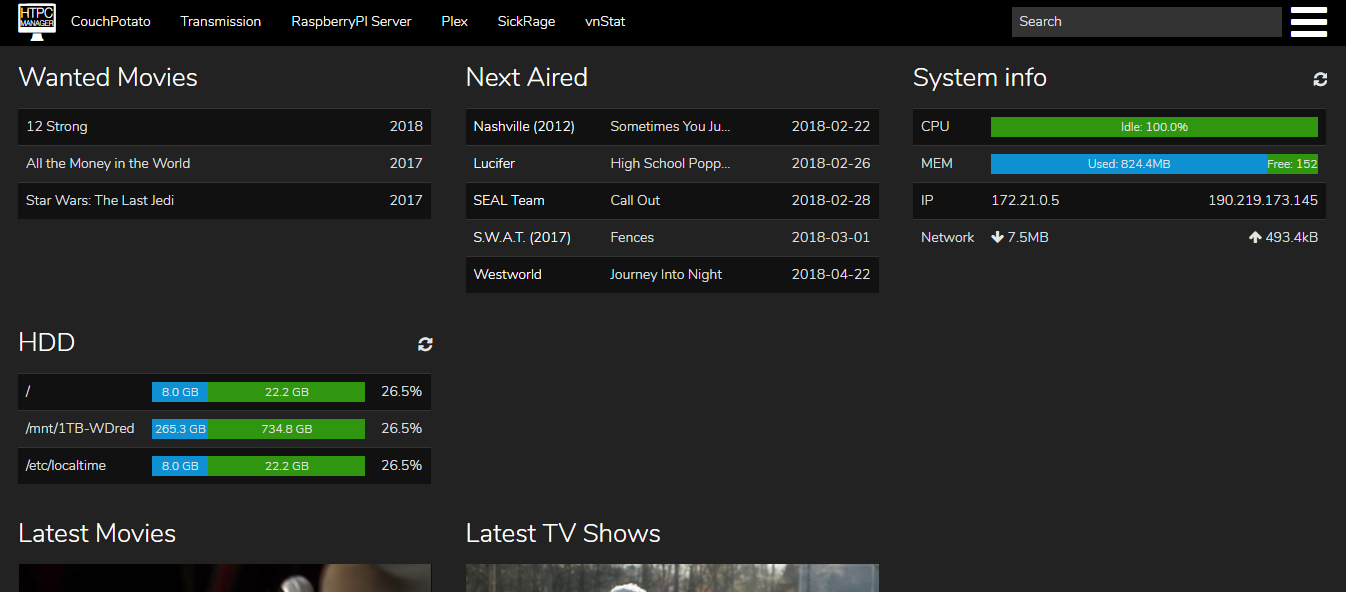 HTPC
MANAGER
CouchPotato Transmission RaspberryPI Server Plex SickRage vnStat Search
Wanted Movies
12 Strong 2018
All the Money in the World 2017
Star Wars: The Last Jedi 2017
Next Aired
Nashville (2012) Sometimes You Ju... 2018-02-22
Lucifer High School Popp... 2018-02-26
SEAL Team Call Out 2018-02-28
S.W.A.T. (2017) Fences 2018-03-01
Westworld Journey Into Night 2018-04-22
System info
CPU Idle: 100.0%
MEM Used: 824.4MB Free: 152
IP 172.21.0.5 190.219.173.145
Network 7.5MB 493.4kB
HDD
/ 8.0 GB 22.2 GB 26.5%
/mnt/1TB-WDred 265.3 GB 734.8 GB 26.5%
/etc/localtime 8.0 GB 22.2 GB 26.5%
Latest Movies
Latest TV Shows